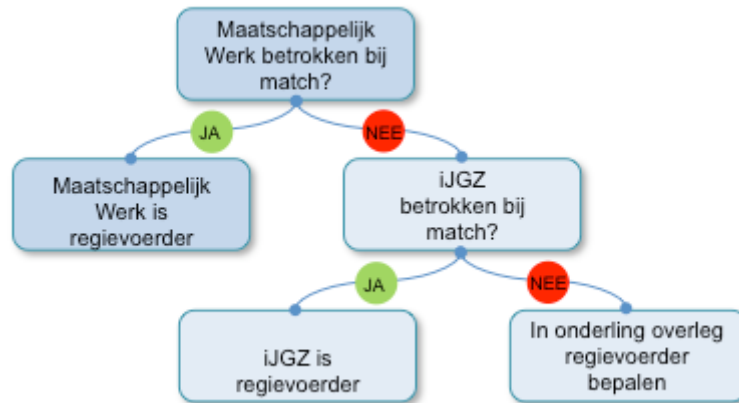 Maatschappelijk
Werk betrokken bij
match?
JA
NEE
Maatschappelijk
Werk is
regievoerder
iJGZ
betrokken bij
match?
JA
NEE
iJGZ is
regievoerder
In onderling overleg
regievoerder
bepalen